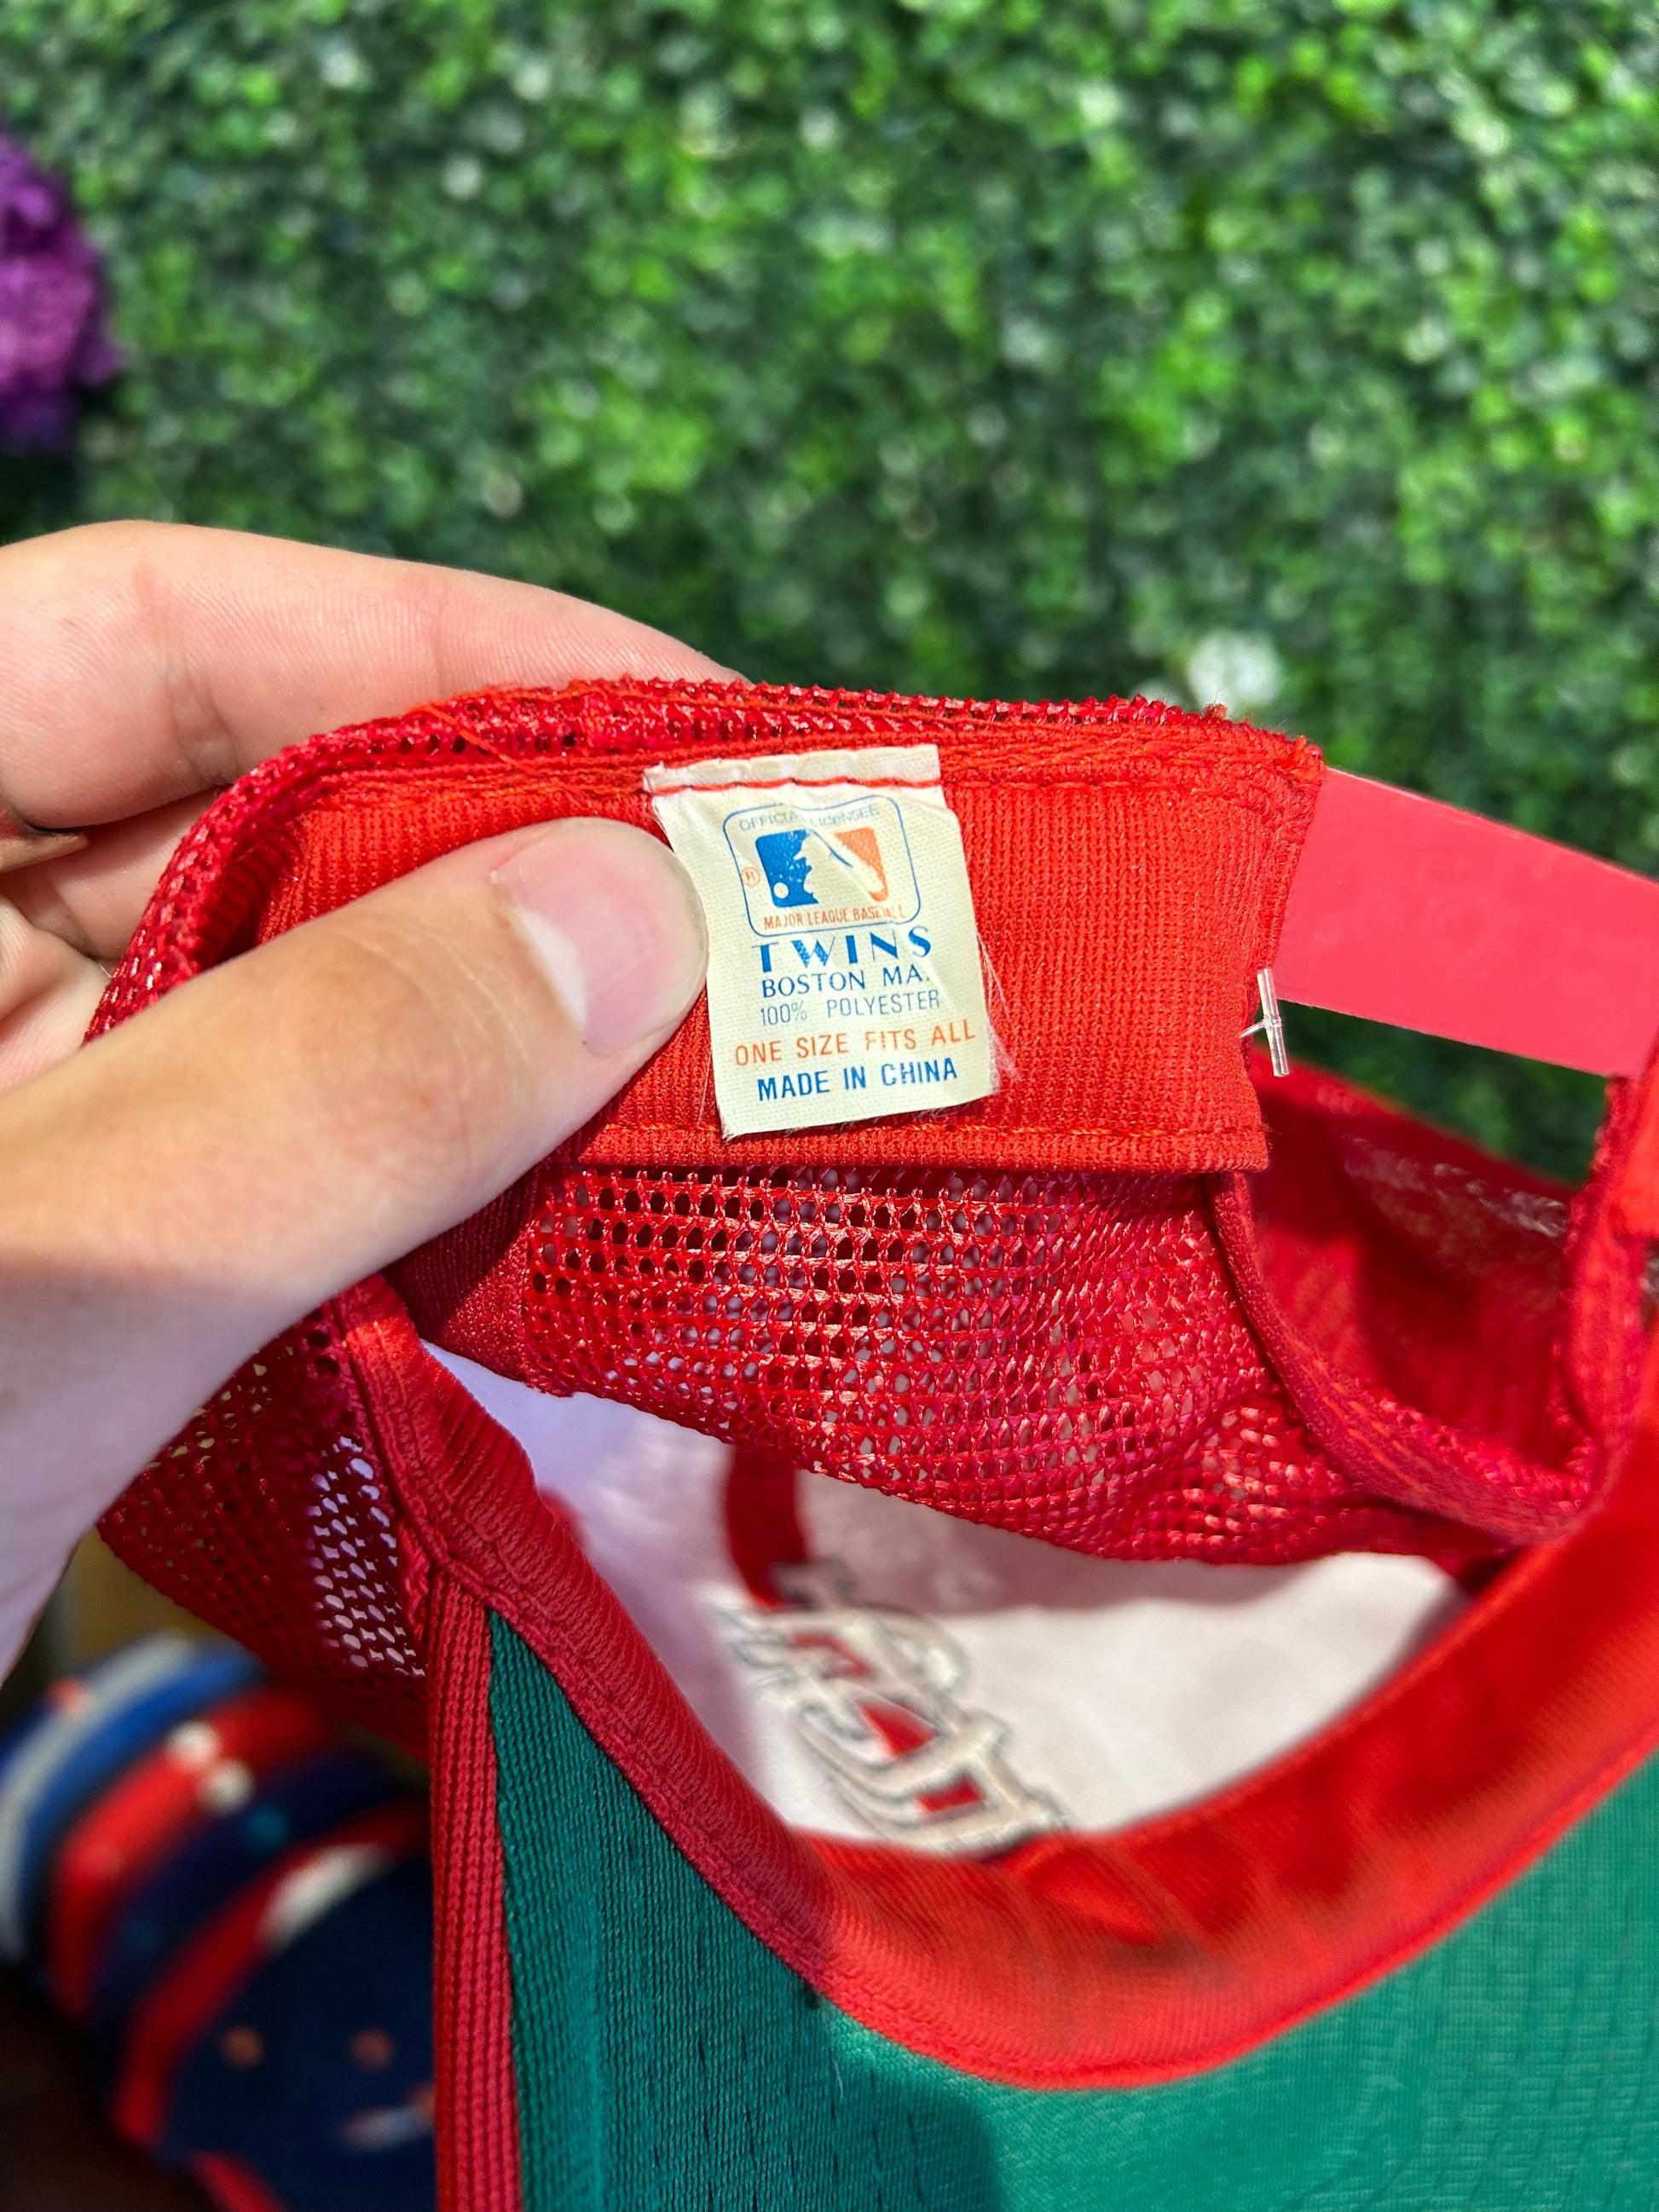 OFFICIAL LICENSEE
®
MAJOR LEAGUE BASEBALL
TWINS
BOSTON MA.
100% POLYESTER
ONE SIZE FITS ALL
MADE IN CHINA